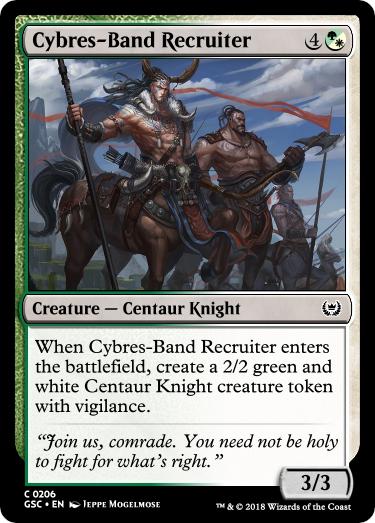 Cybres-Band Recruiter 4
Creature — Centaur Knight
When Cybres-Band Recruiter enters
the battlefield, create a 2/2 green and
white Centaur Knight creature token
with vigilance.
“Join us, comrade. You need not be holy
to fight for what’s right.”
3/3
C 0206
GSC • EN Jeppe Mogelmose
™ & © 2018 Wizards of the Coast